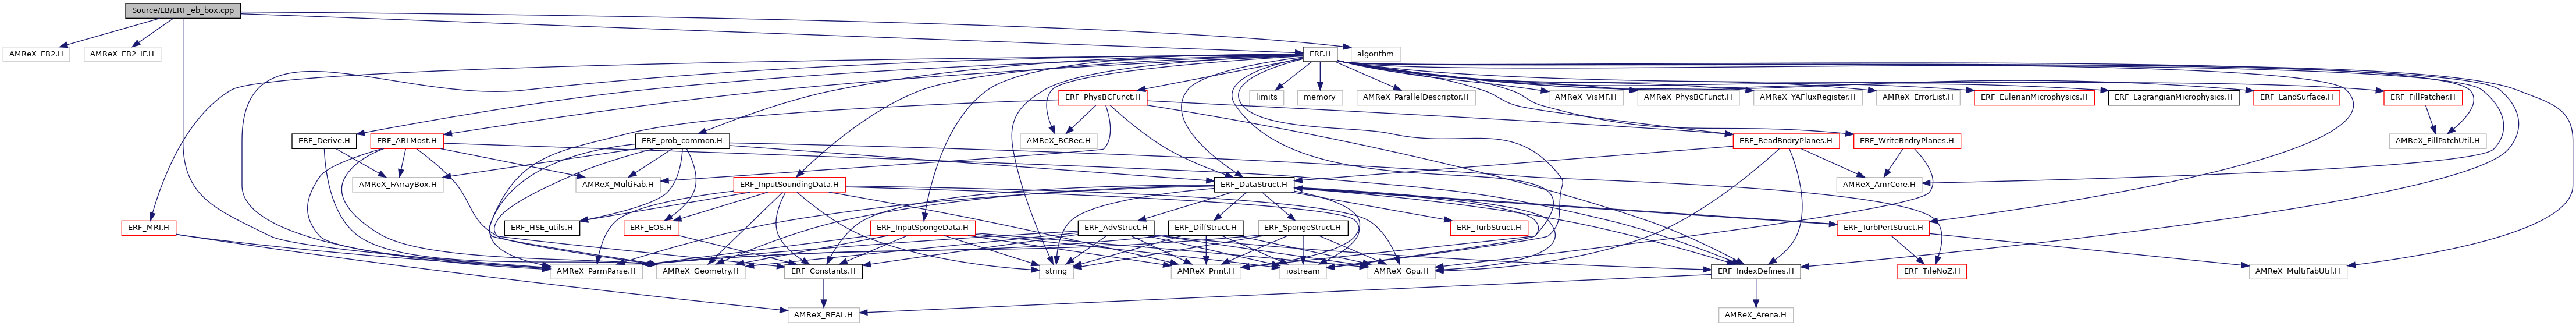 Source/EB/ERF_eb_box.cpp
AMReX_EB2.H
AMReX_EB2_IF.H
ERF.H
algorithm
ERF_PhysBCFunct.H
limits
memory
AMReX_ParallelDescriptor.H
AMReX_VisMF.H
AMReX_PhysBCFunct.H
AMReX_YAFluxRegister.H
AMReX_ErrorList.H
ERF_EulerianMicrophysics.H
ERF_LagrangianMicrophysics.H
ERF_LandSurface.H
ERF_FillPatcher.H
ERF_Derive.H
ERF_ABLMost.H
ERF_prob_common.H
AMReX_BCRec.H
ERF_ReadBndryPlanes.H
ERF_WriteBndryPlanes.H
AMReX_FillPatchUtil.H
AMReX_FArrayBox.H
AMReX_MultiFab.H
ERF_InputSoundingData.H
ERF_DataStruct.H
AMReX_AmrCore.H
ERF_MRI.H
ERF_HSE_utils.H
ERF_EOS.H
ERF_InputSpongeData.H
ERF_AdvStruct.H
ERF_DiffStruct.H
ERF_SpongeStruct.H
ERF_TurbStruct.H
ERF_TurbPertStruct.H
AMReX_ParmParse.H
AMReX_Geometry.H
ERF_Constants.H
string
AMReX_Print.H
iostream
AMReX_Gpu.H
ERF_IndexDefines.H
ERF_TileNoZ.H
AMReX_MultiFabUtil.H
AMReX_REAL.H
AMReX_Arena.H